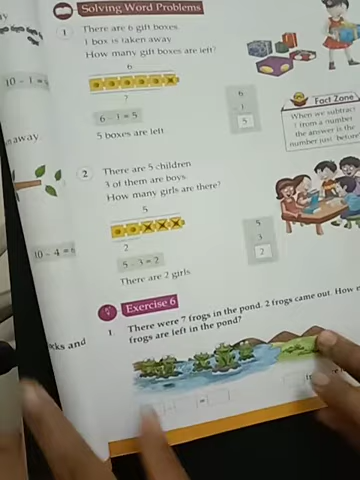 Solving Word Problems
1 There are 6 gift boxes.
1 box is taken away
How many gift boxes are left?
6
?
6 - 1 = 5
5 boxes are left.
6
1
5
Fact Zone
When we subtract
1 from a number
the answer is the
number just 'before'
10 - 1 =
away
2 There are 5 children
3 of them are boys
How many girls are there?
5
2
5 - 3 = 2
There are 2 girls
5
3
2
10 - 4 =
Exercise 6
1 There were 7 frogs in the pond. 2 frogs came out. How
frogs are left in the pond?
cks and
=